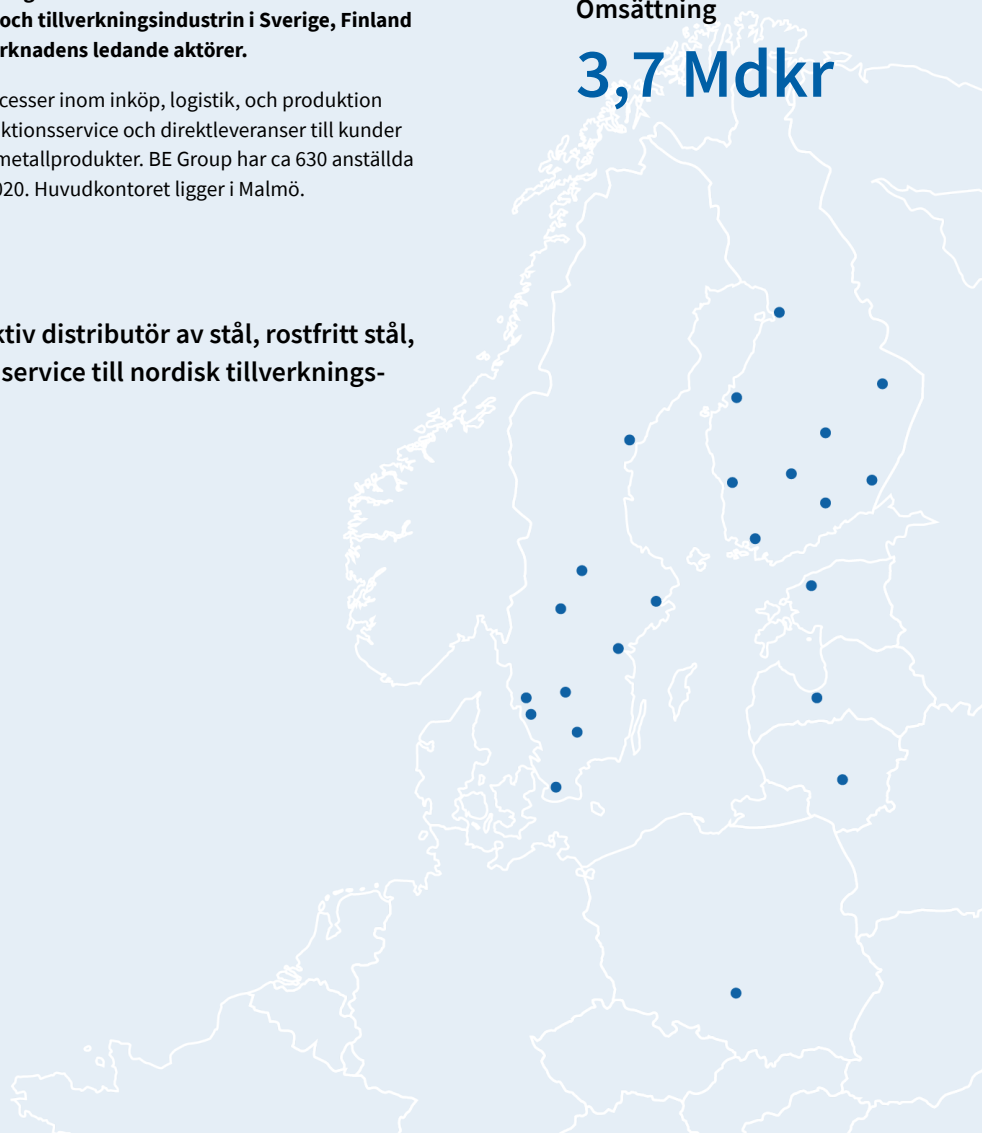 och tillverkningsindustrin i Sverige, Finland
rknadens ledande aktörer.
cesser inom inköp, logistik, och produktion
ktionsservice och direktleveranser till kunder
metallprodukter. BE Group har ca 630 anställda
020. Huvudkontoret ligger i Malmö.
ktiv distributör av stål, rostfritt stål,
service till nordisk tillverknings-
Omsättning
3,7 Mdkr